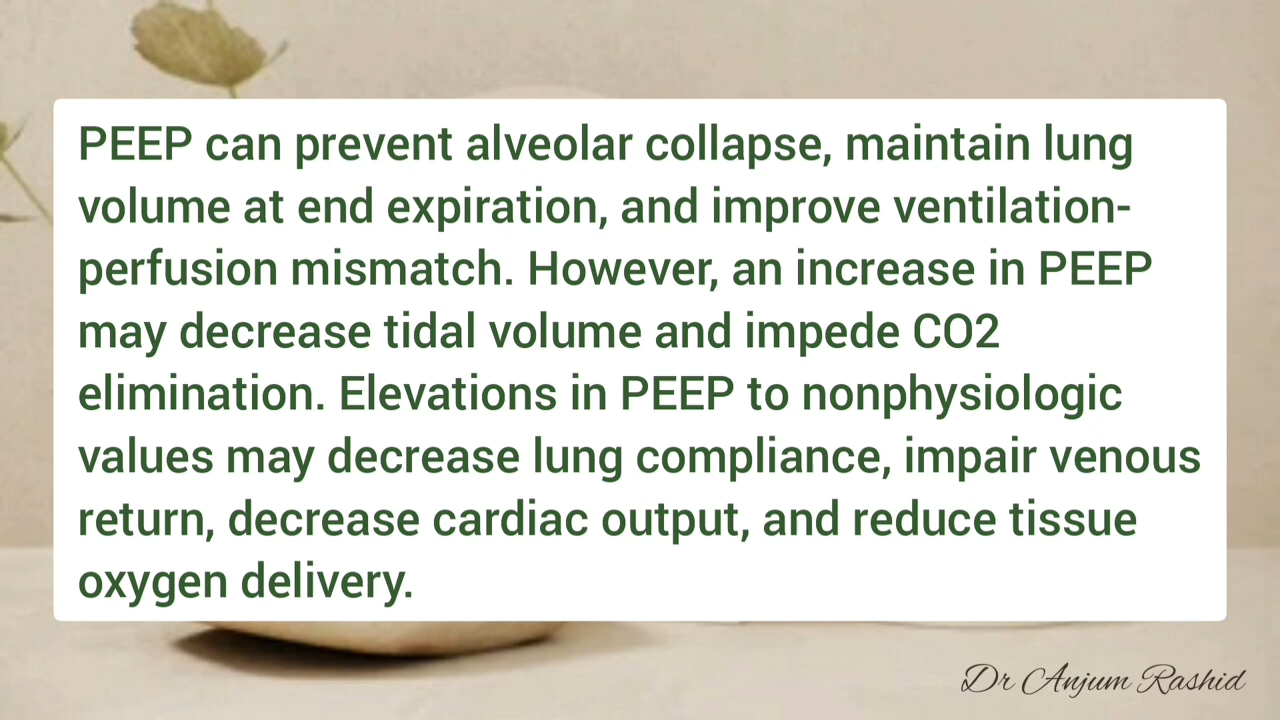 PEEP can prevent alveolar collapse, maintain lung
volume at end expiration, and improve ventilation-
perfusion mismatch. However, an increase in PEEP
may decrease tidal volume and impede CO2
elimination. Elevations in PEEP to nonphysiologic
values may decrease lung compliance, impair venous
return, decrease cardiac output, and reduce tissue
oxygen delivery.
Dr Anjum Rashid